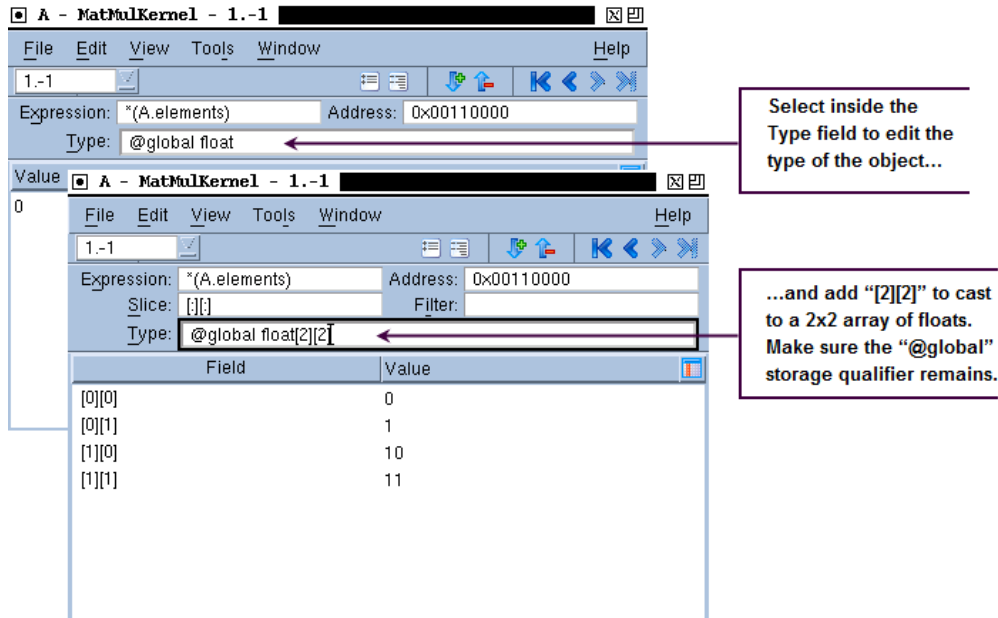 A - MatMulKernel - 1.-1
File Edit View Tools Window Help
1.-1
Expression: *(A.elements) Address: 0x00110000
Type: @global float
Value
0
A - MatMulKernel - 1.-1
File Edit View Tools Window Help
1.-1
Expression: *(A.elements) Address: 0x00110000
Slice: [:][:] Filter:
Type: @global float[2][2]
Field Value
[0][0] 0
[0][1] 1
[1][0] 10
[1][1] 11
Select inside the
Type field to edit the
type of the object…
…and add “[2][2]” to cast
to a 2x2 array of floats.
Make sure the “@global”
storage qualifier remains.